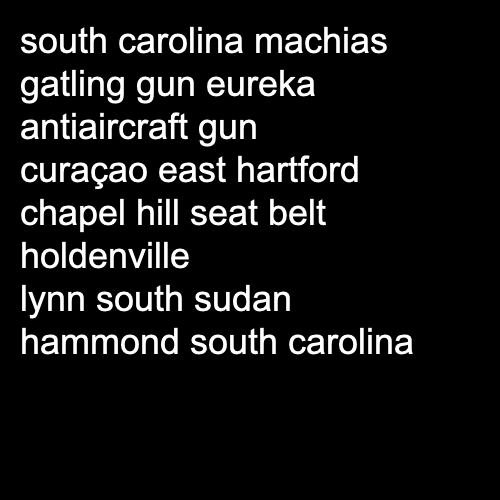 south carolina machias
gatling gun eureka
antiaircraft gun
curaçao east hartford
chapel hill seat belt
holdenville
lynn south sudan
hammond south carolina